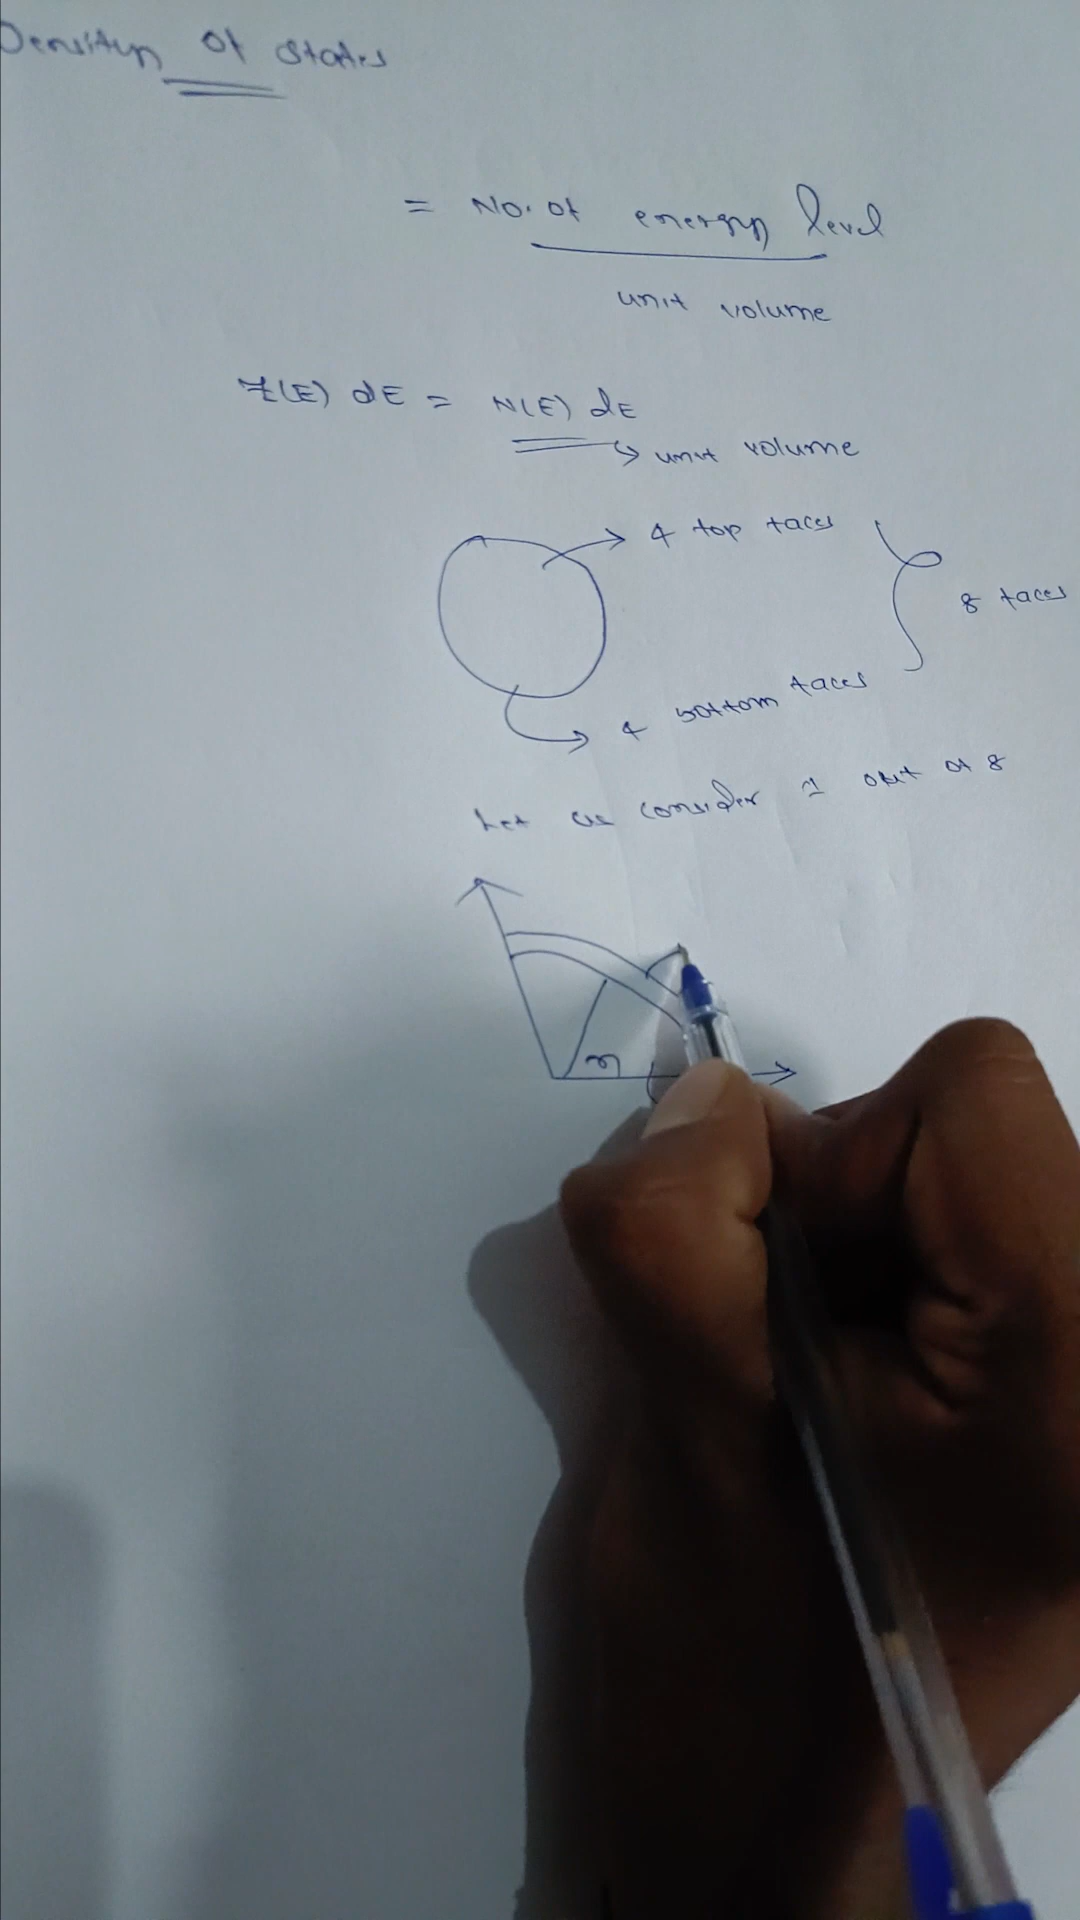 Density of states
= No. of energy level
unit volume
Z(E) dE = N(E) dE
→ unit volume
4 top faces
8 faces
4 bottom faces
Let us consider 1 out of 8
n